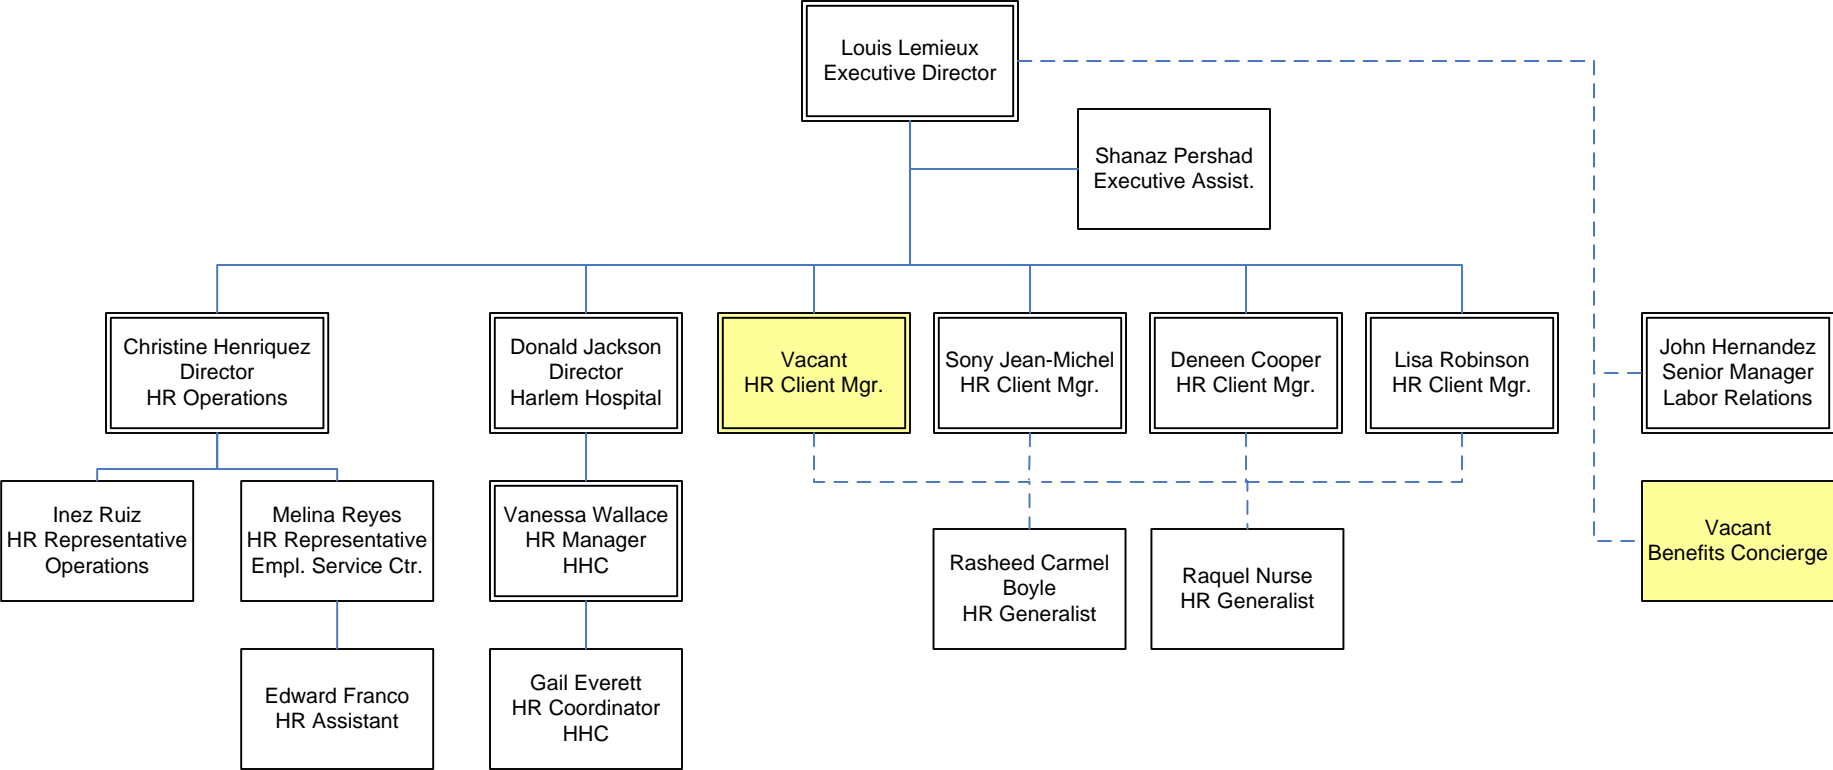 Louis Lemieux
Executive Director
Shanaz Pershad
Executive Assist.
Christine Henriquez
Director
HR Operations
Donald Jackson
Director
Harlem Hospital
Vacant
HR Client Mgr.
Sony Jean-Michel
HR Client Mgr.
Deneen Cooper
HR Client Mgr.
Lisa Robinson
HR Client Mgr.
John Hernandez
Senior Manager
Labor Relations
Inez Ruiz
HR Representative
Operations
Melina Reyes
HR Representative
Empl. Service Ctr.
Vanessa Wallace
HR Manager
HHC
Rasheed Carmel
Boyle
HR Generalist
Raquel Nurse
HR Generalist
Vacant
Benefits Concierge
Edward Franco
HR Assistant
Gail Everett
HR Coordinator
HHC